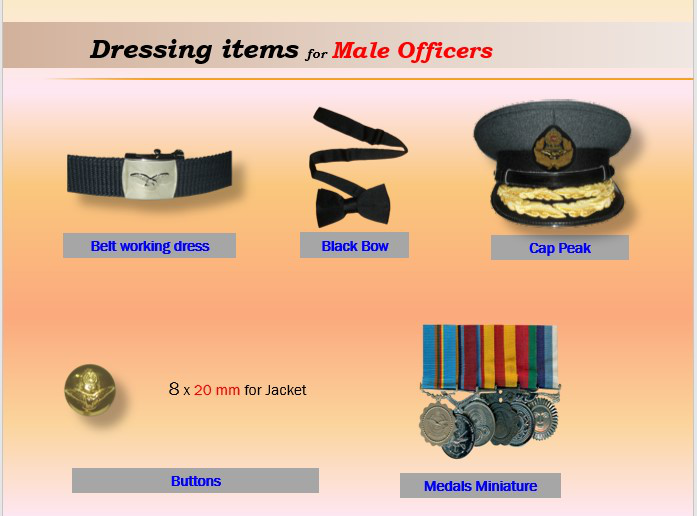 Dressing items for Male Officers
Belt working dress
Black Bow
Cap Peak
8 x 20 mm for Jacket
Buttons
Medals Miniature